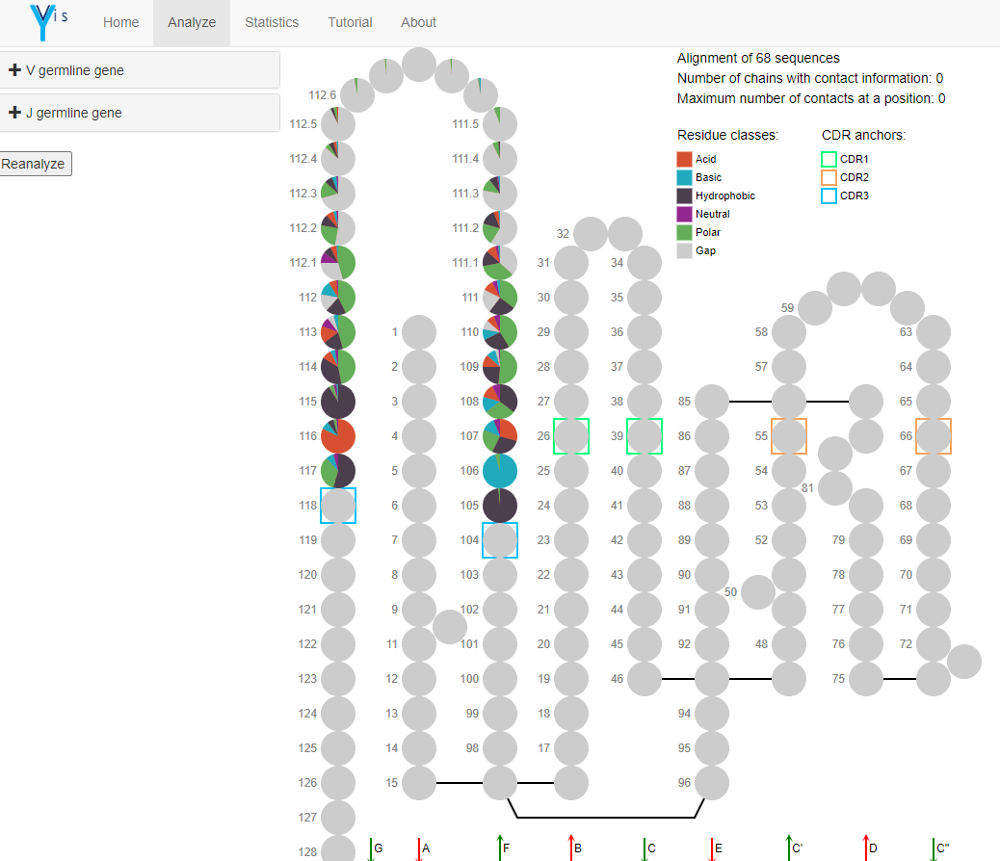 Vis Home Analyze Statistics Tutorial About
V germline gene
J germline gene
Reanalyze
Alignment of 68 sequences
Number of chains with contact information: 0
Maximum number of contacts at a position: 0
Residue classes: CDR anchors:
Acid CDR1
Basic CDR2
Hydrophobic CDR3
Neutral
Polar
Gap
112.6
112.5 111.5
112.4 111.4
112.3 111.3
112.2 111.2 32
112.1 111.1 31 34
112 111 30 35 59
113 1 110 29 36 58 63
114 2 109 28 37 57 64
115 3 108 27 38 85 65
116 4 107 26 39 86 55 66
117 5 106 25 40 87 54 67
81
118 6 105 24 41 88 53 68
119 7 104 23 42 89 52 79 69
120 8 103 22 43 90 78 70
50
121 9 102 21 44 91 77 71
122 11 101 20 45 92 48 76 72
123 12 100 19 46 75
124 13 99 18 94
125 14 98 17 95
126 15 96
127
128 G A F B C E C' D C"